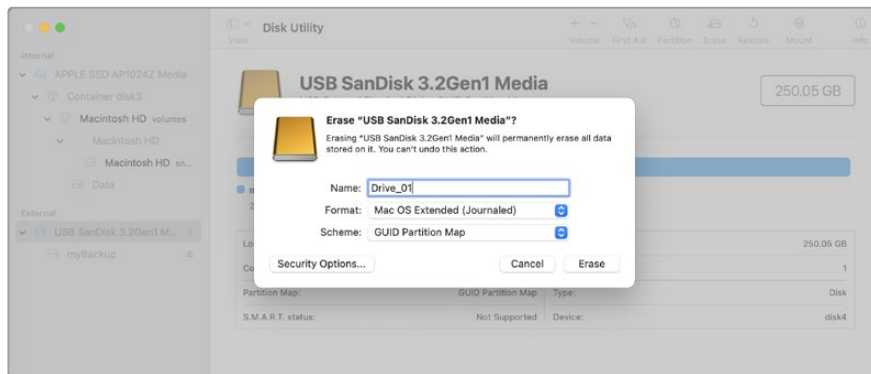 Disk Utility
View
Volume First Aid Partition Erase Restore Mount Info
Internal
APPLE SSD AP1024Z Media
Container disk3
Macintosh HD volumes
Macintosh HD
Macintosh HD sn...
Data
External
USB SanDisk 3.2Gen1 M...
myBackup
USB SanDisk 3.2Gen1 Media
250.05 GB
Erase “USB SanDisk 3.2Gen1 Media”?
Erasing “USB SanDisk 3.2Gen1 Media” will permanently erase all data
stored on it. You can’t undo this action.
Name: Drive_01
Format: Mac OS Extended (Journaled)
Scheme: GUID Partition Map
Security Options... Cancel Erase
250.05 GB
1
Partition Map: GUID Partition Map Type: Disk
S.M.A.R.T. status: Not Supported Device: disk4